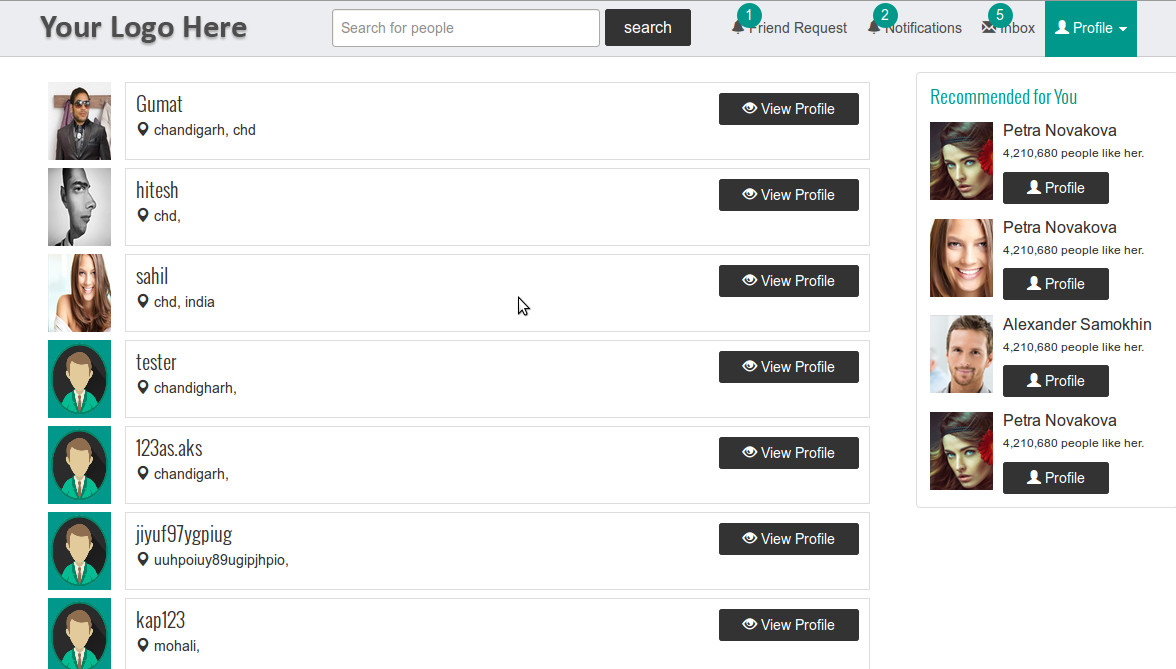 Your Logo Here
Search for people
search
1
Friend Request
2
Notifications
5
Inbox
Profile
Gumat
chandigarh, chd
View Profile
hitesh
chd,
View Profile
sahil
chd, india
View Profile
tester
chandigharh,
View Profile
123as.aks
chandigarh,
View Profile
jiyuf97ygpiug
uuhpoiuy89ugipjhpio,
View Profile
kap123
mohali,
View Profile
Recommended for You
Petra Novakova
4,210,680 people like her.
Profile
Petra Novakova
4,210,680 people like her.
Profile
Alexander Samokhin
4,210,680 people like her.
Profile
Petra Novakova
4,210,680 people like her.
Profile